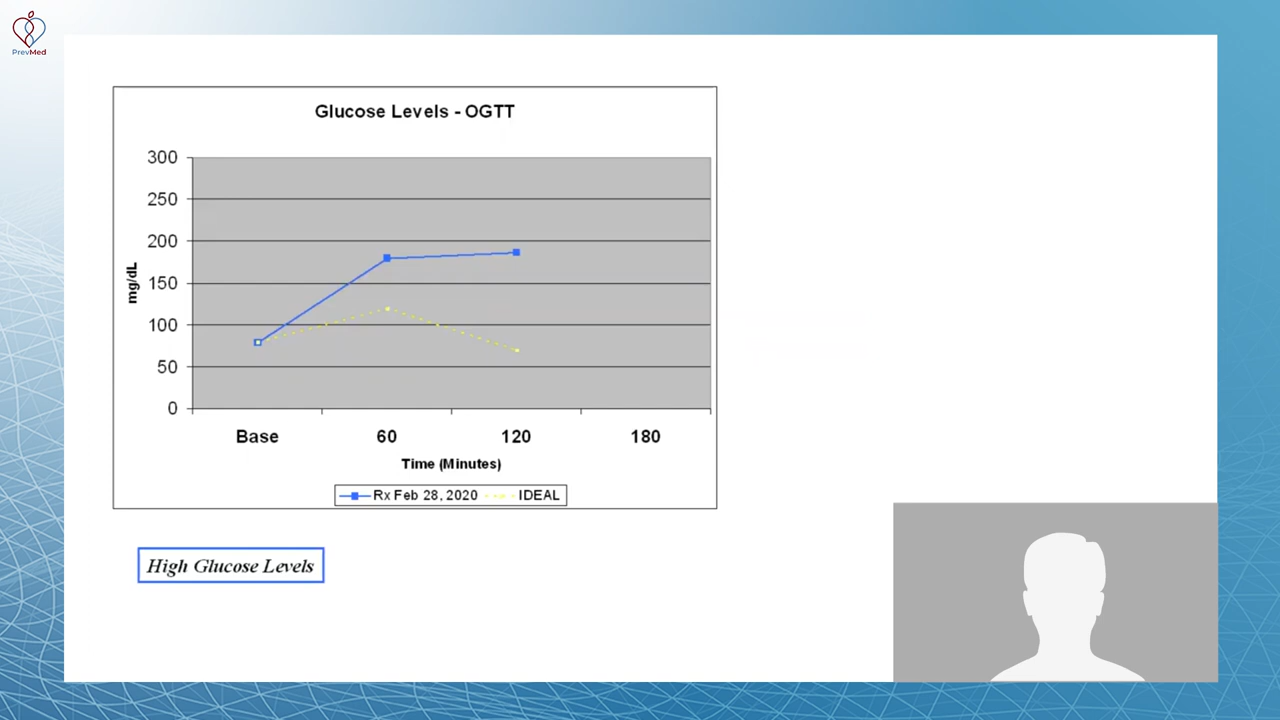 PrevMed
Glucose Levels - OGTT
300
250
200
150
100
50
0
mg/dL
Base 60 120 180
Time (Minutes)
Rx Feb 28, 2020 IDEAL
High Glucose Levels